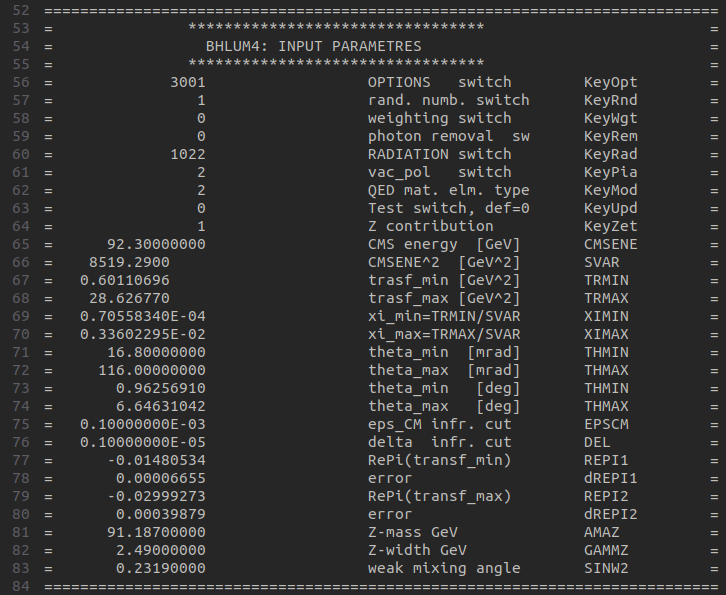 52 ===========================================================================
53 = ********************************* =
54 = BHLUM4: INPUT PARAMETRES =
55 = ********************************* =
56 = 3001 OPTIONS switch KeyOpt =
57 = 1 rand. numb. switch KeyRnd =
58 = 0 weighting switch KeyWgt =
59 = 0 photon removal sw KeyRem =
60 = 1022 RADIATION switch KeyRad =
61 = 2 vac_pol switch KeyPia =
62 = 2 QED mat. elm. type KeyMod =
63 = 0 Test switch, def=0 KeyUpd =
64 = 1 Z contribution KeyZet =
65 = 92.30000000 CMS energy [GeV] CMSENE =
66 = 8519.2900 CMSENE^2 [GeV^2] SVAR =
67 = 0.60110696 trasf_min [GeV^2] TRMIN =
68 = 28.626770 trasf_max [GeV^2] TRMAX =
69 = 0.70558340E-04 xi_min=TRMIN/SVAR XIMIN =
70 = 0.33602295E-02 xi_max=TRMAX/SVAR XIMAX =
71 = 16.80000000 theta_min [mrad] THMIN =
72 = 116.00000000 theta_max [mrad] THMAX =
73 = 0.96256910 theta_min [deg] THMIN =
74 = 6.64631042 theta_max [deg] THMAX =
75 = 0.10000000E-03 eps_CM infr. cut EPSCM =
76 = 0.10000000E-05 delta infr. cut DEL =
77 = -0.01480534 RePi(transf_min) REPI1 =
78 = 0.00006655 error dREPI1 =
79 = -0.02999273 RePi(transf_max) REPI2 =
80 = 0.00039879 error dREPI2 =
81 = 91.18700000 Z-mass GeV AMAZ =
82 = 2.49000000 Z-width GeV GAMMZ =
83 = 0.23190000 weak mixing angle SINW2 =
84 ===========================================================================